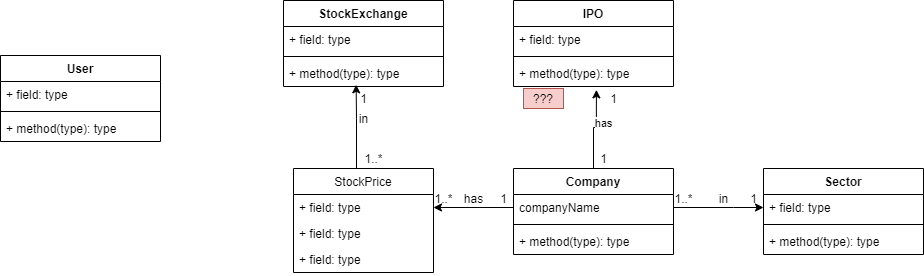 StockExchange
+ field: type
+ method(type): type
IPO
+ field: type
+ method(type): type
User
+ field: type
+ method(type): type
???
1
in
1..*
1
has
1
StockPrice
+ field: type
+ field: type
+ field: type
1..* has 1
Company
companyName
+ method(type): type
1..* in 1
Sector
+ field: type
+ method(type): type